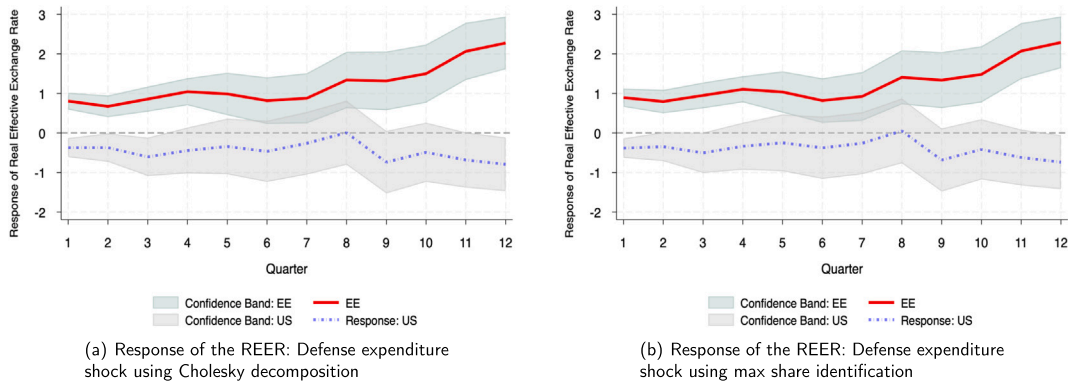 Response of Real Effective Exchange Rate
3
2
1
0
-1
-2
1 2 3 4 5 6 7 8 9 10 11 12
Quarter
Confidence Band: EE EE
Confidence Band: US Response: US
(a) Response of the REER: Defense expenditure
shock using Cholesky decomposition
Response of Real Effective Exchange Rate
3
2
1
0
-1
-2
1 2 3 4 5 6 7 8 9 10 11 12
Quarter
Confidence Band: EE EE
Confidence Band: US Response: US
(b) Response of the REER: Defense expenditure
shock using max share identification